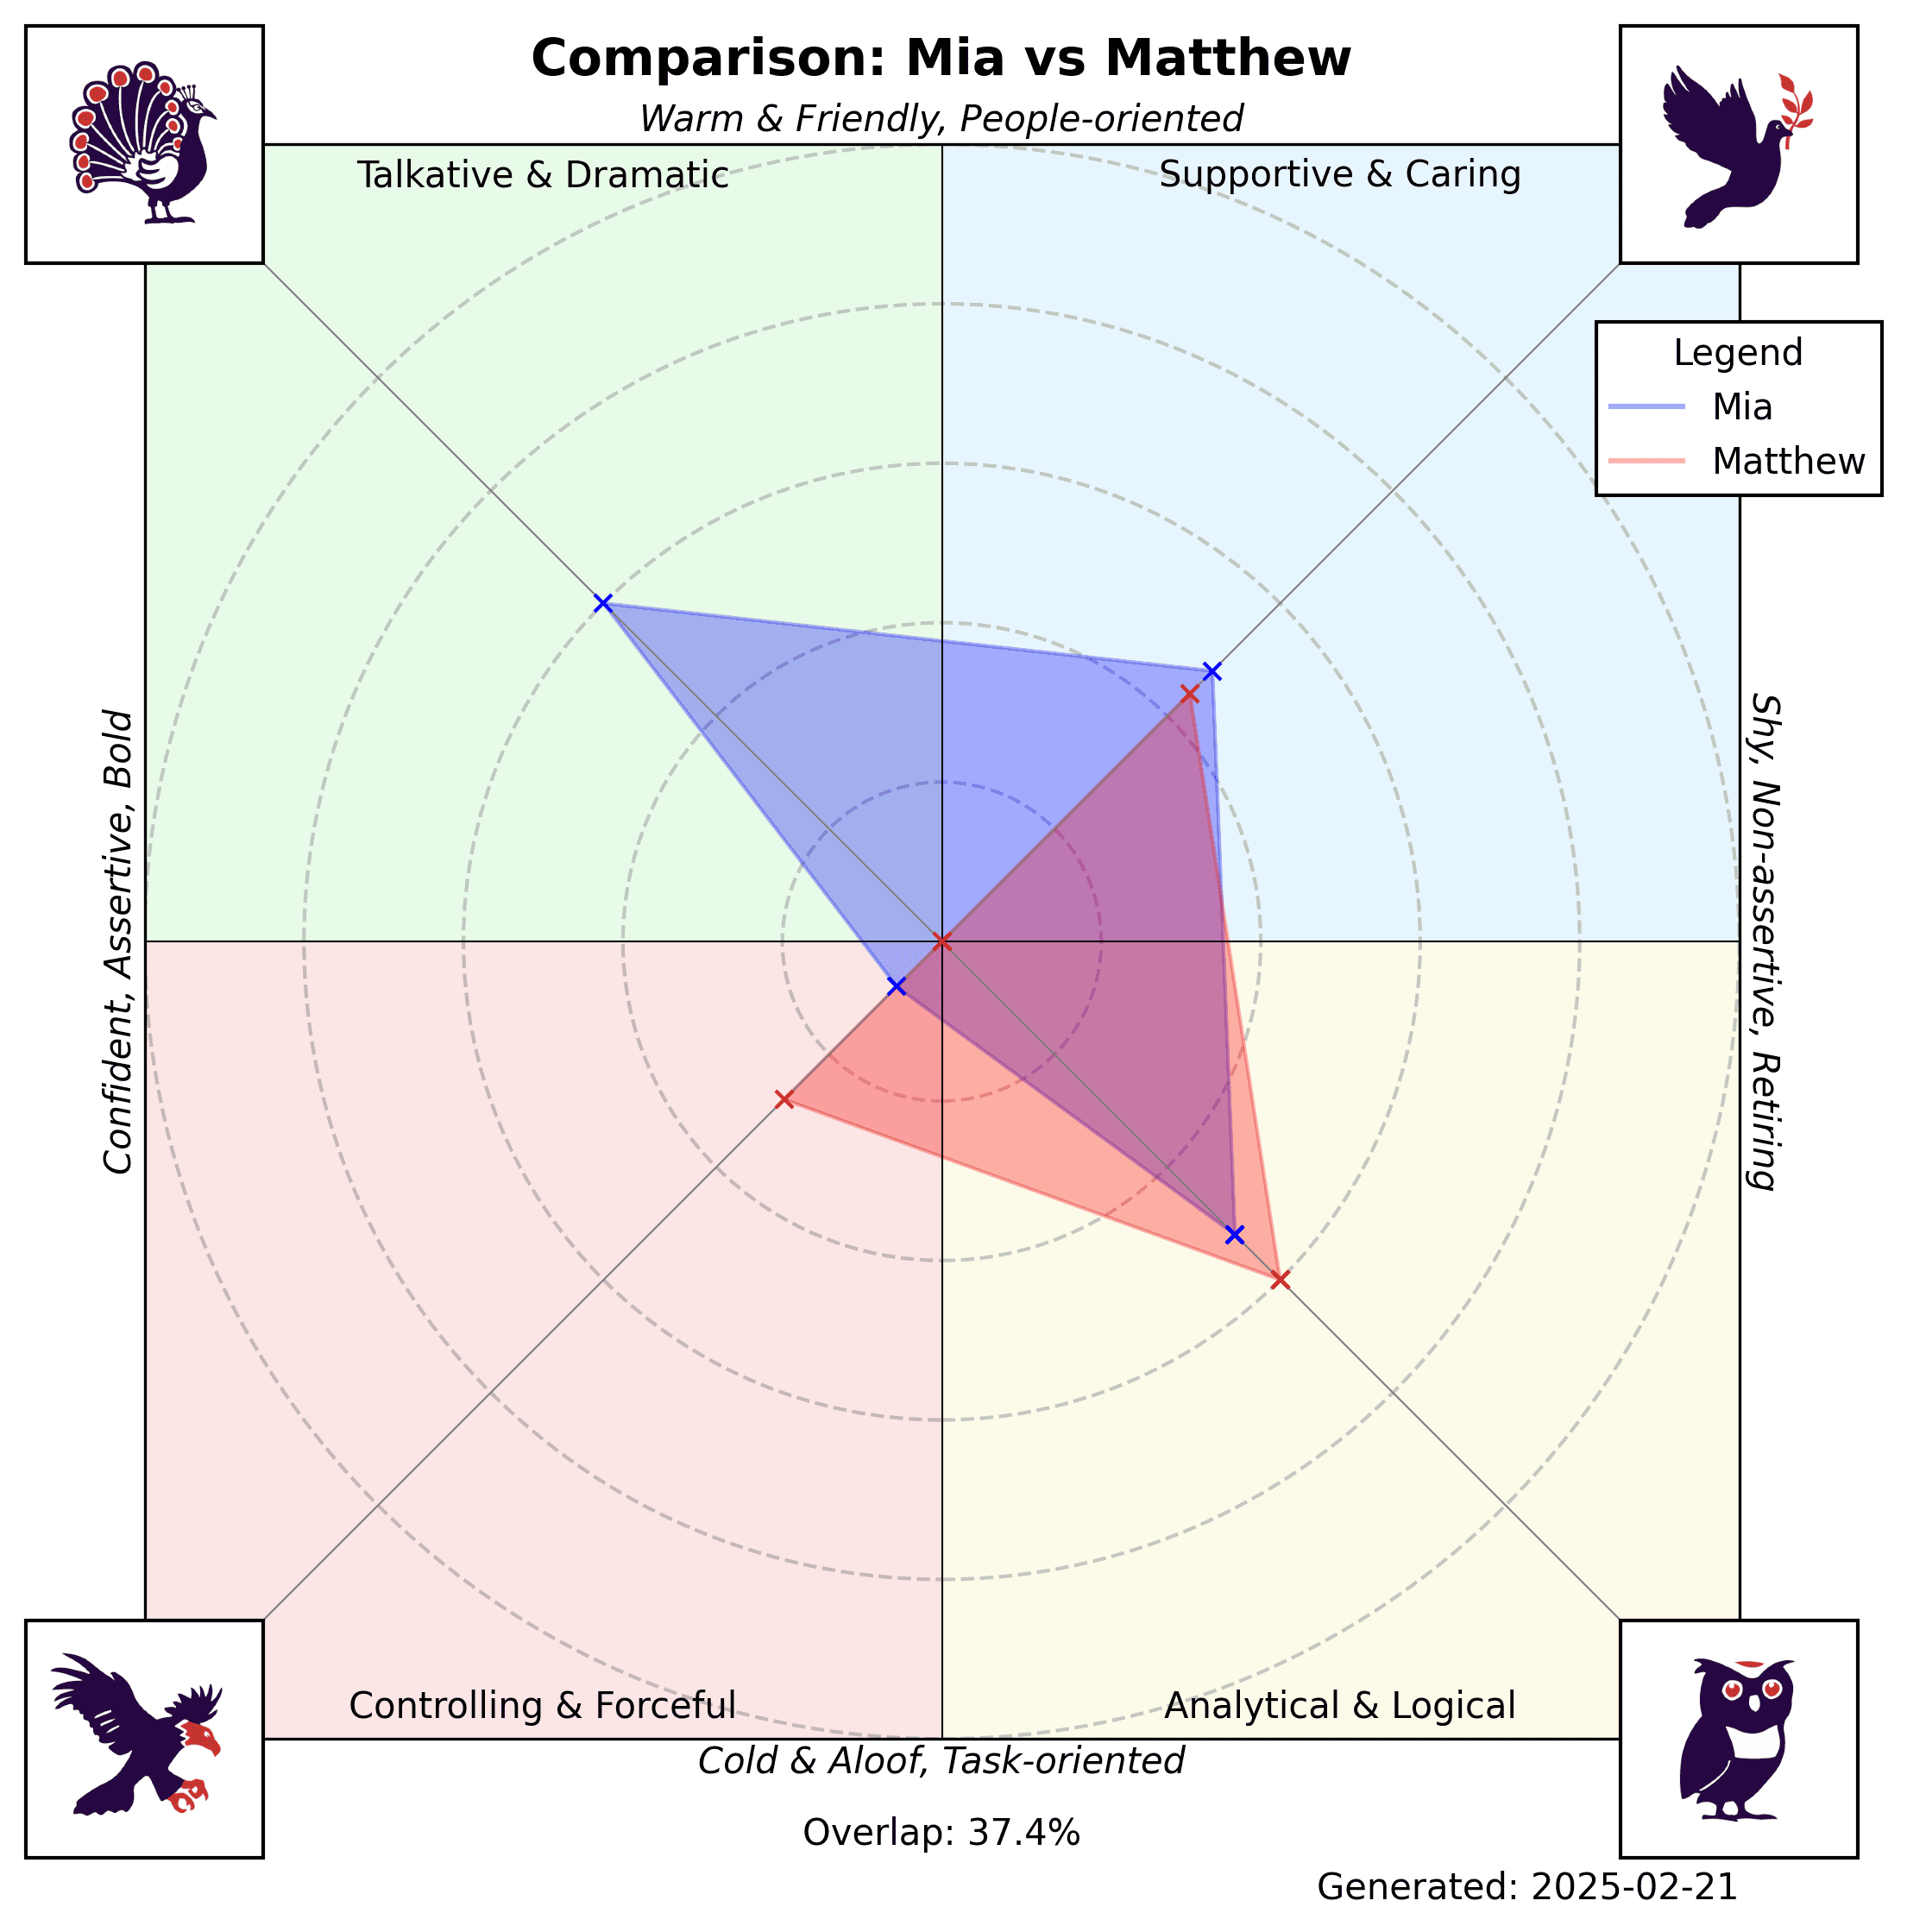 Comparison: Mia vs Matthew
Warm & Friendly, People-oriented
Talkative & Dramatic
Supportive & Caring
Legend
Mia
Matthew
Confident, Assertive, Bold
Shy, Non-assertive, Retiring
Controlling & Forceful
Analytical & Logical
Cold & Aloof, Task-oriented
Overlap: 37.4%
Generated: 2025-02-21